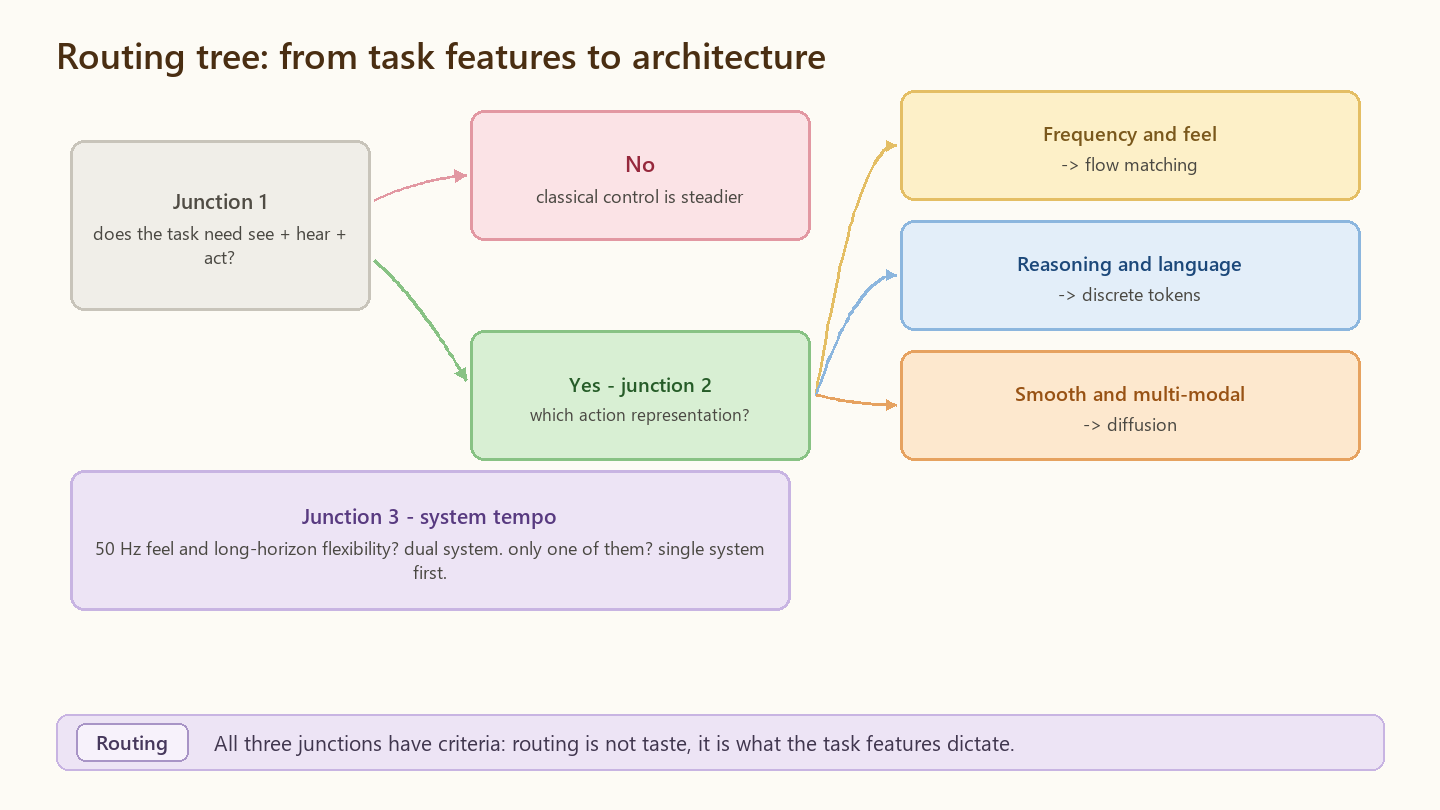 Routing tree: from task features to architecture
Junction 1
does the task need see + hear +
act?
No
classical control is steadier
Yes - junction 2
which action representation?
Frequency and feel
-> flow matching
Reasoning and language
-> discrete tokens
Smooth and multi-modal
-> diffusion
Junction 3 - system tempo
50 Hz feel and long-horizon flexibility? dual system. only one of them? single system
first.
Routing
All three junctions have criteria: routing is not taste, it is what the task features dictate.